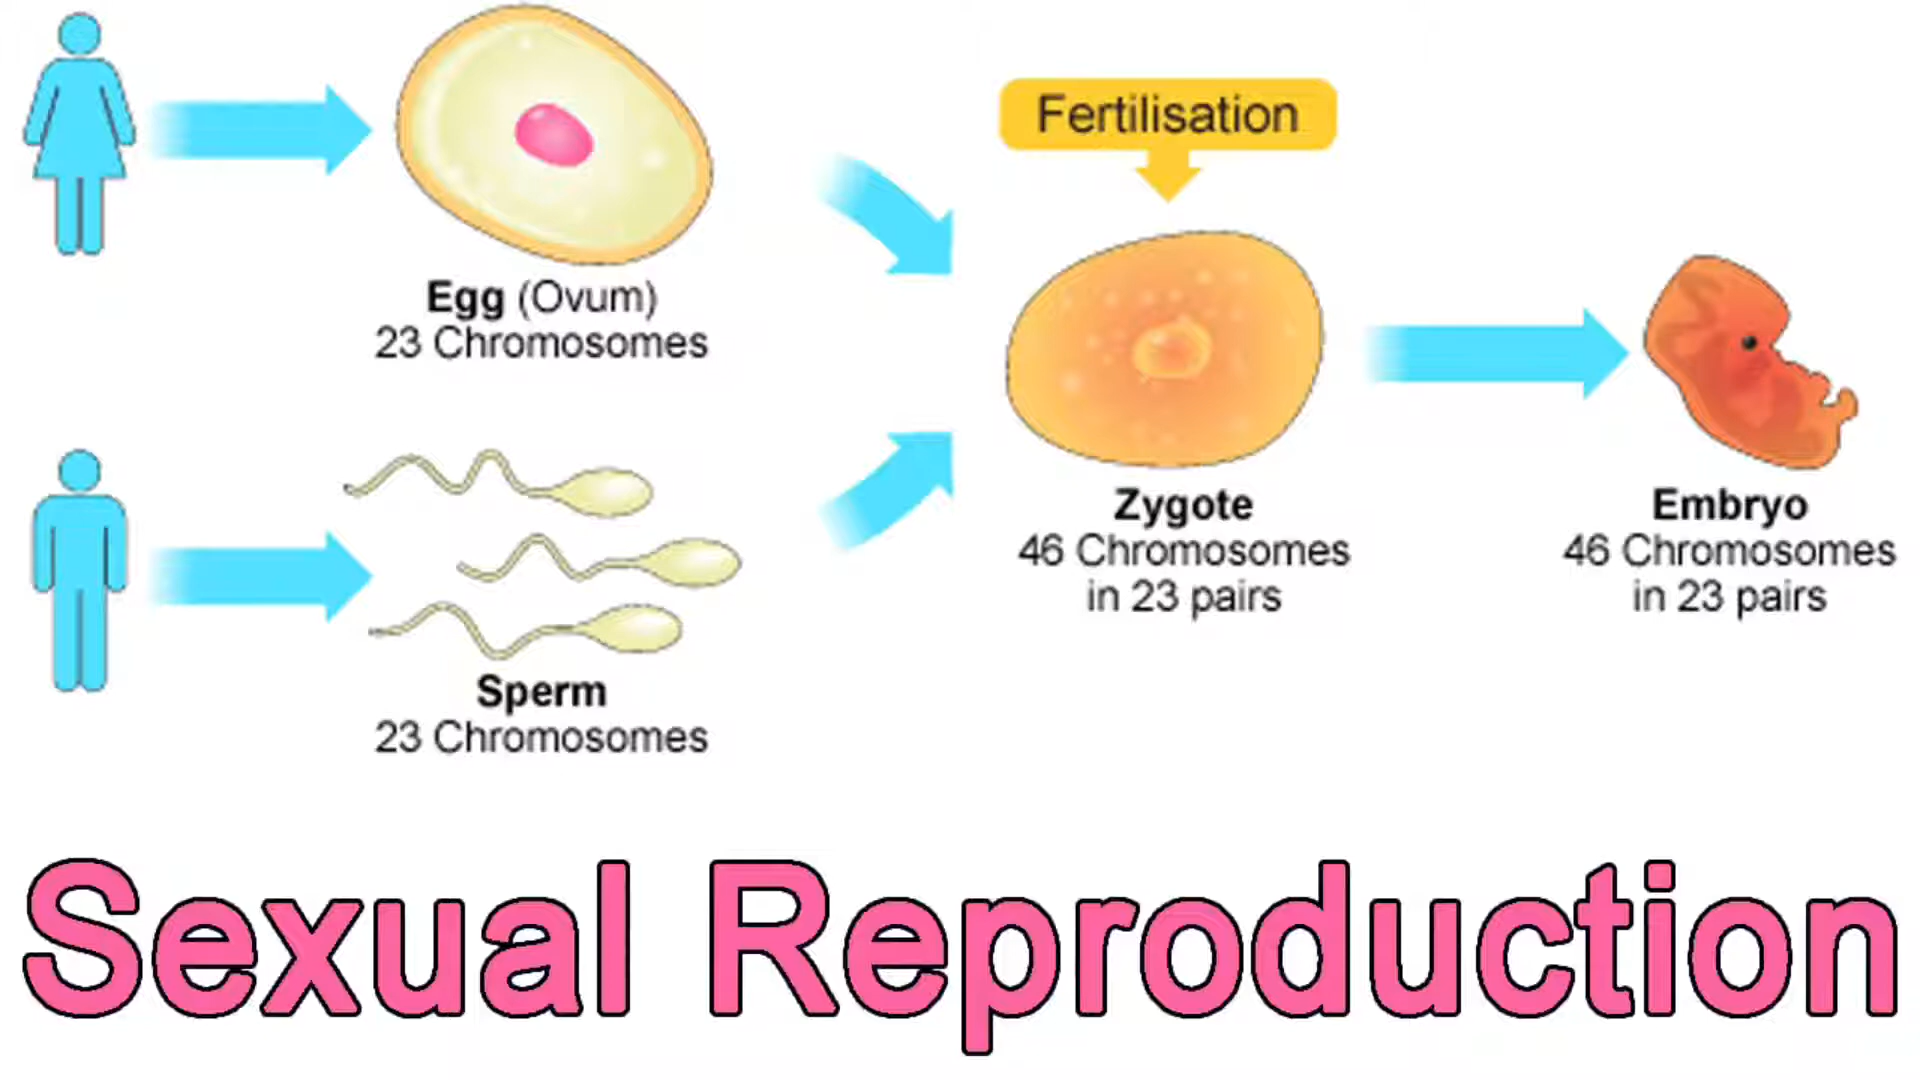 Egg (Ovum)
23 Chromosomes
Sperm
23 Chromosomes
Fertilisation
Zygote
46 Chromosomes
in 23 pairs
Embryo
46 Chromosomes
in 23 pairs
Sexual Reproduction